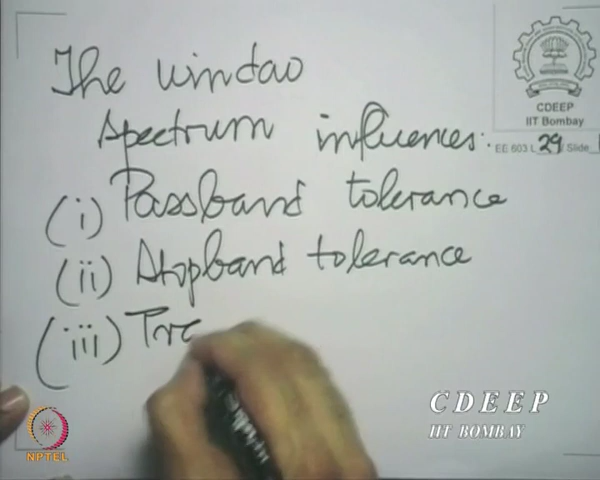 The window
spectrum influences:
(i) Passband tolerance
(ii) Stopband tolerance
(iii) Tra
CDEEP
IIT Bombay
EE 603 L 29 /Slide
CDEEP
IIT BOMBAY
NPTEL